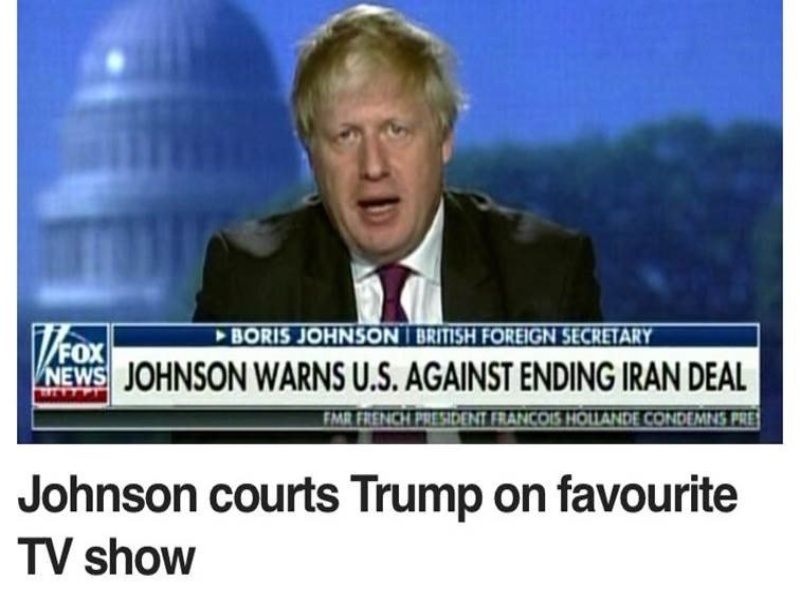 ▸ BORIS JOHNSON | BRITISH FOREIGN SECRETARY
FOX
NEWS
JOHNSON WARNS U.S. AGAINST ENDING IRAN DEAL
FMR FRENCH PRESIDENT FRANCOIS HOLLANDE CONDEMNS PRE
Johnson courts Trump on favourite
TV show